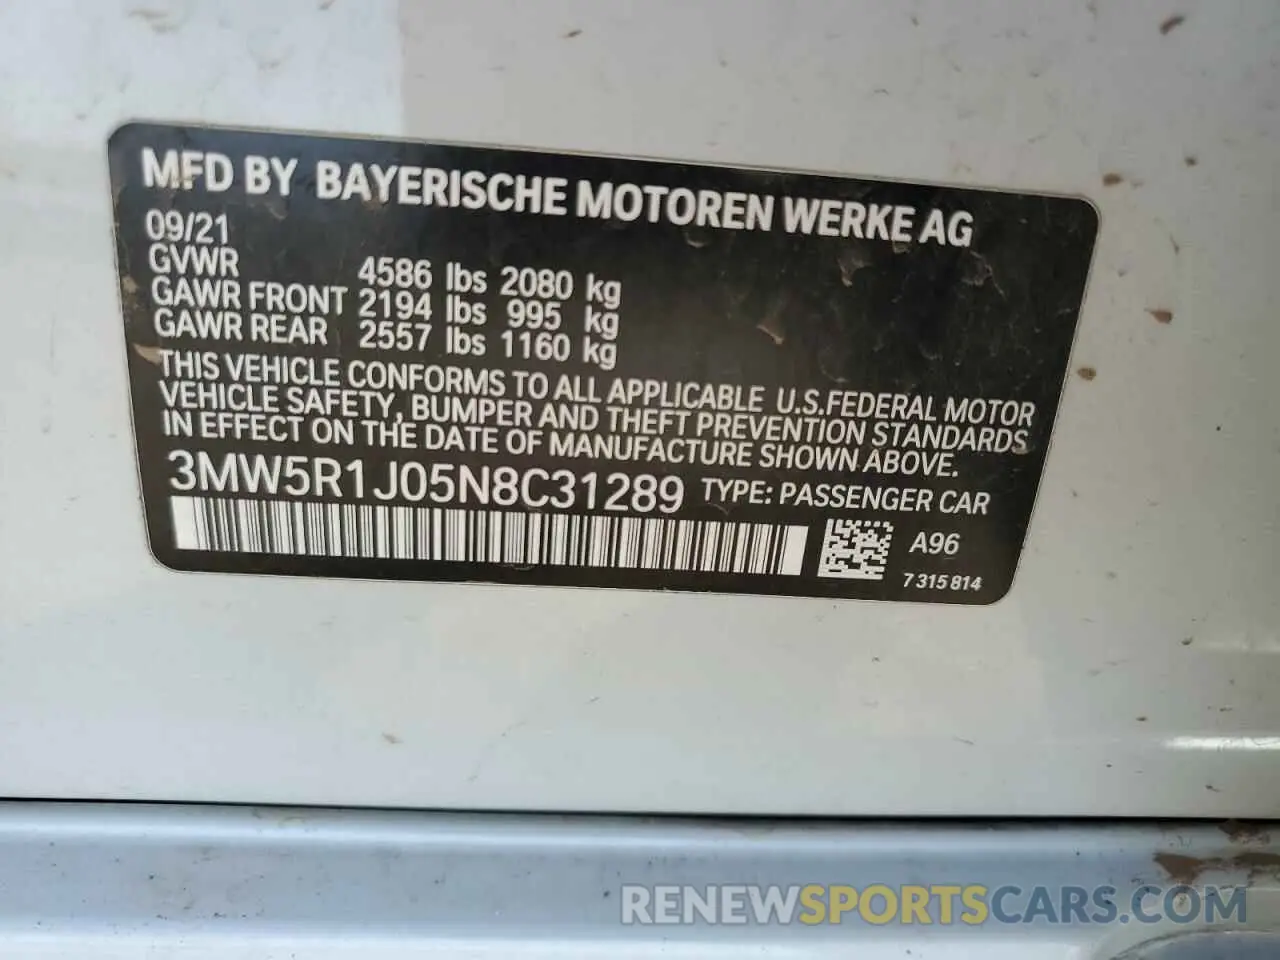 MFD BY BAYERISCHE MOTOREN WERKE AG
09/21
GVWR 4586 lbs 2080 kg
GAWR FRONT 2194 lbs 995 kg
GAWR REAR 2557 lbs 1160 kg
THIS VEHICLE CONFORMS TO ALL APPLICABLE U.S.FEDERAL MOTOR
VEHICLE SAFETY, BUMPER AND THEFT PREVENTION STANDARDS
IN EFFECT ON THE DATE OF MANUFACTURE SHOWN ABOVE.
3MW5R1J05N8C31289 TYPE: PASSENGER CAR
A96
7 315 814
RENEWSPORTSCARS.COM